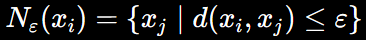 N_ε(x_i) = {x_j | d(x_i, x_j) ≤ ε}